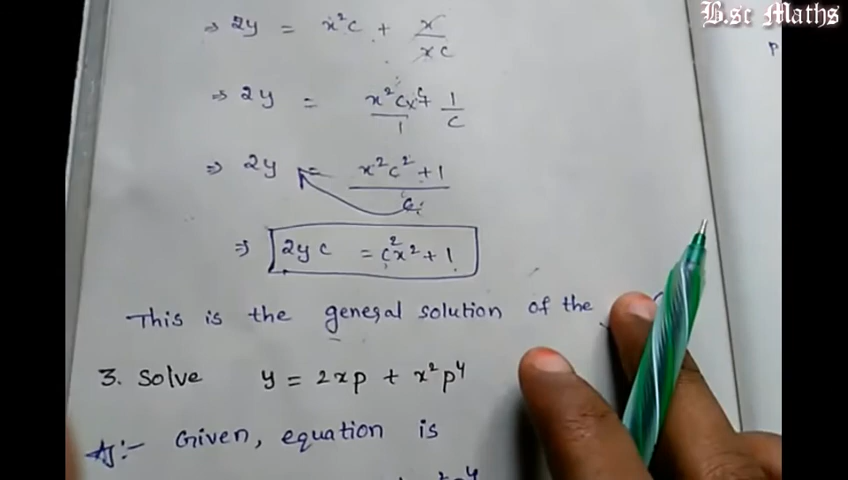 B.sc Maths
⇒ 2y = x²c + x/xc
p
⇒ 2y = x²c×c/1 + 1/c
⇒ 2y = x²c²+1/c
⇒ 2yc = c²x²+1
This is the general solution of the
3. Solve y = 2xp + x²p⁴
Given, equation is